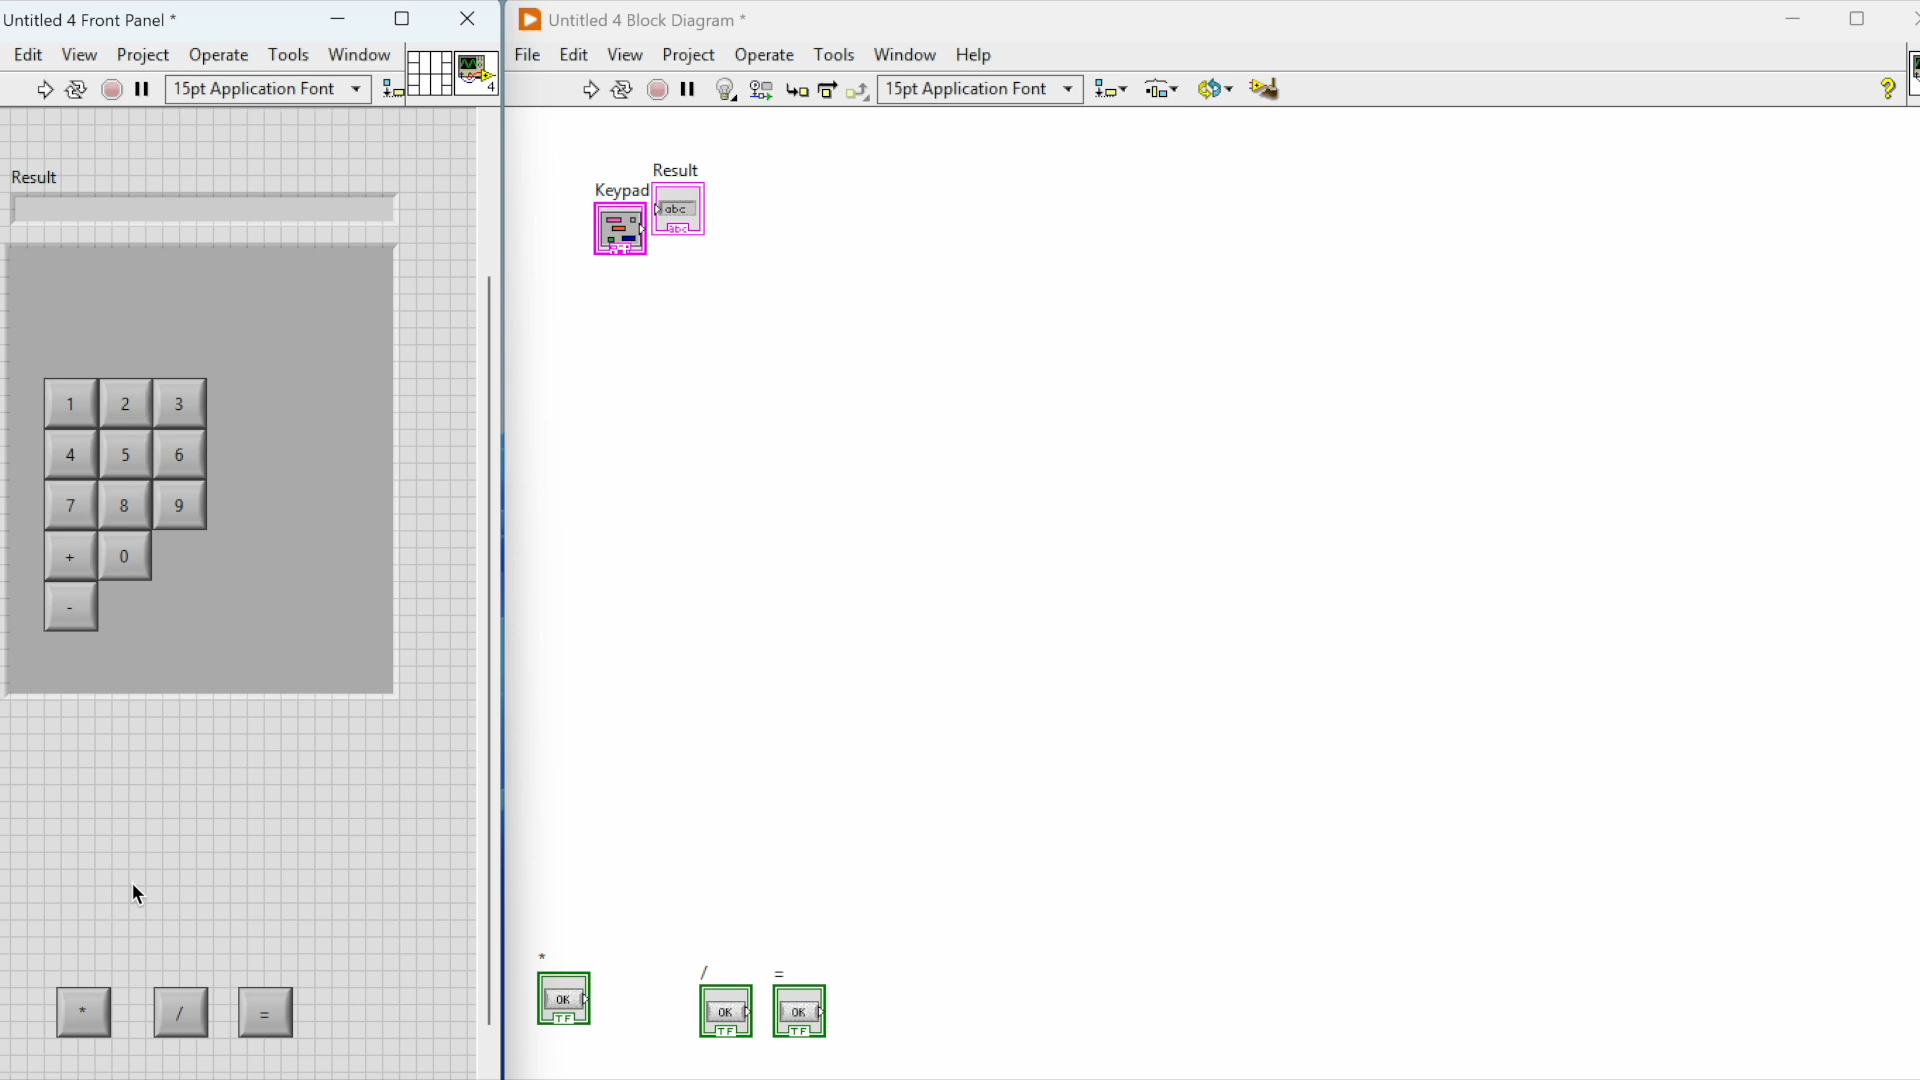 Untitled 4 Front Panel *
Edit View Project Operate Tools Window
15pt Application Font
4
Result
1 2 3
4 5 6
7 8 9
+ 0
-
* / =
Untitled 4 Block Diagram *
File Edit View Project Operate Tools Window Help
15pt Application Font
?
Result
Keypad
abc
abc
*
OK
TF
/ =
OK OK
TF TF